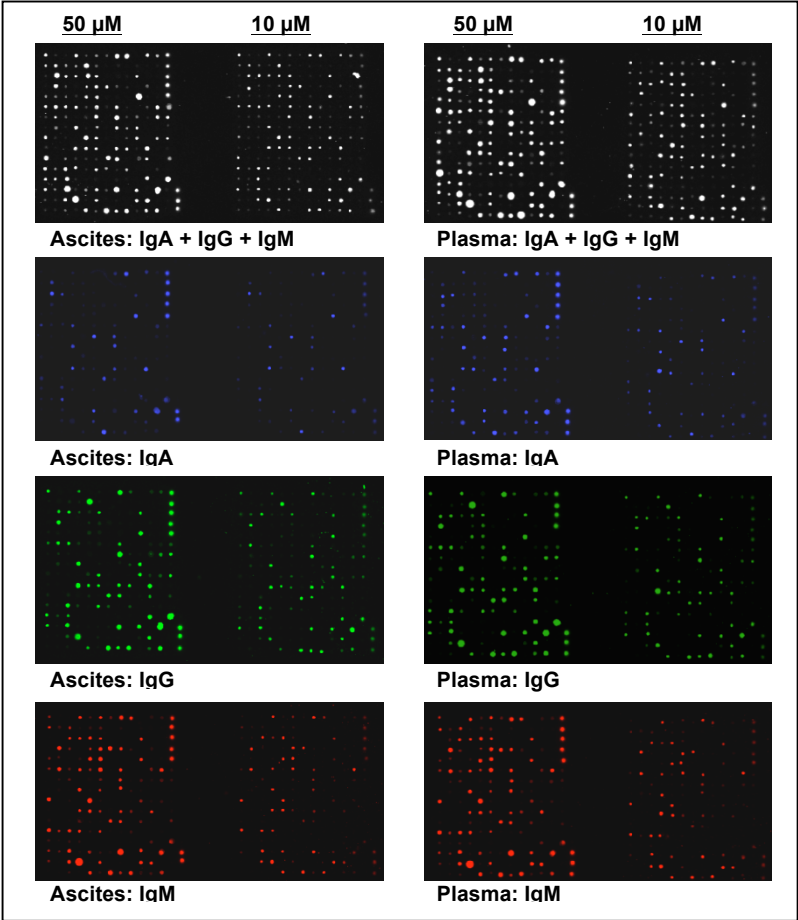 50 µM 10 µM 50 µM 10 µM
Ascites: IgA + IgG + IgM Plasma: IgA + IgG + IgM
Ascites: IgA Plasma: IgA
Ascites: IgG Plasma: IgG
Ascites: IgM Plasma: IgM